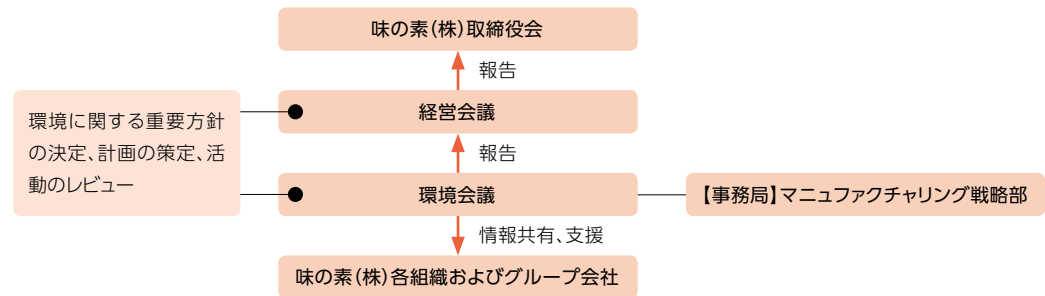 味の素(株)取締役会
報告
経営会議
環境に関する重要方針
の決定、計画の策定、活
動のレビュー
報告
環境会議
【事務局】マニュファクチャリング戦略部
情報共有、支援
味の素(株)各組織およびグループ会社